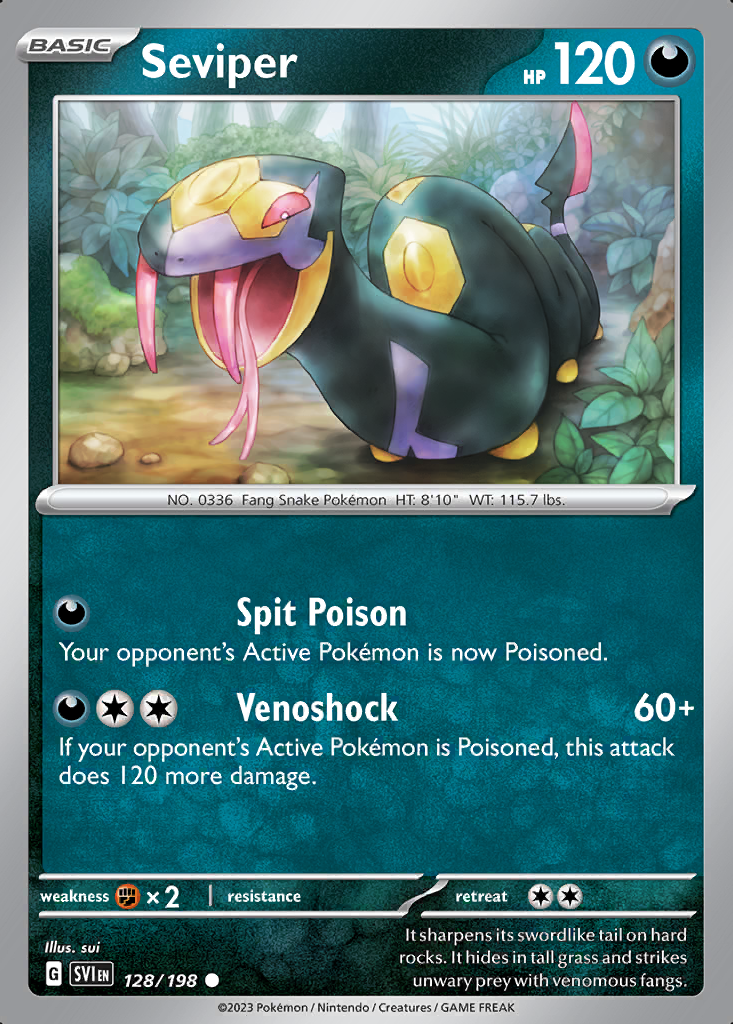 BASIC
Seviper
HP 120
NO. 0336 Fang Snake Pokémon HT: 8'10" WT: 115.7 lbs.
Spit Poison
Your opponent's Active Pokémon is now Poisoned.
Venoshock 60+
If your opponent's Active Pokémon is Poisoned, this attack
does 120 more damage.
weakness ×2 resistance retreat
Illus. sui
It sharpens its swordlike tail on hard
rocks. It hides in tall grass and strikes
unwary prey with venomous fangs.
G SVI EN 128/198
©2023 Pokémon / Nintendo / Creatures / GAME FREAK